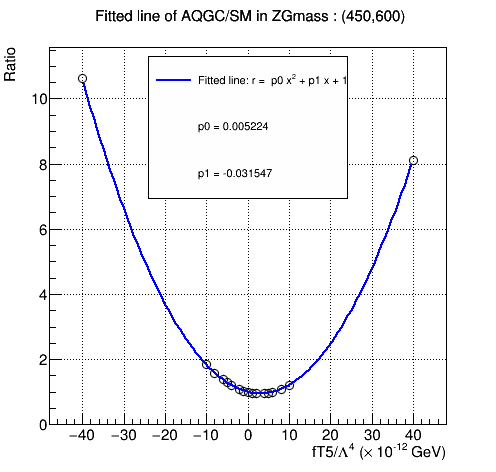 Fitted line of AQGC/SM in ZGmass : (450,600)
Ratio
Fitted line: r = p0 x² + p1 x + 1
p0 = 0.005224
p1 = -0.031547
10
8
6
4
2
0
−40 −30 −20 −10 0 10 20 30 40
fT5/Λ⁴ (× 10⁻¹² GeV)